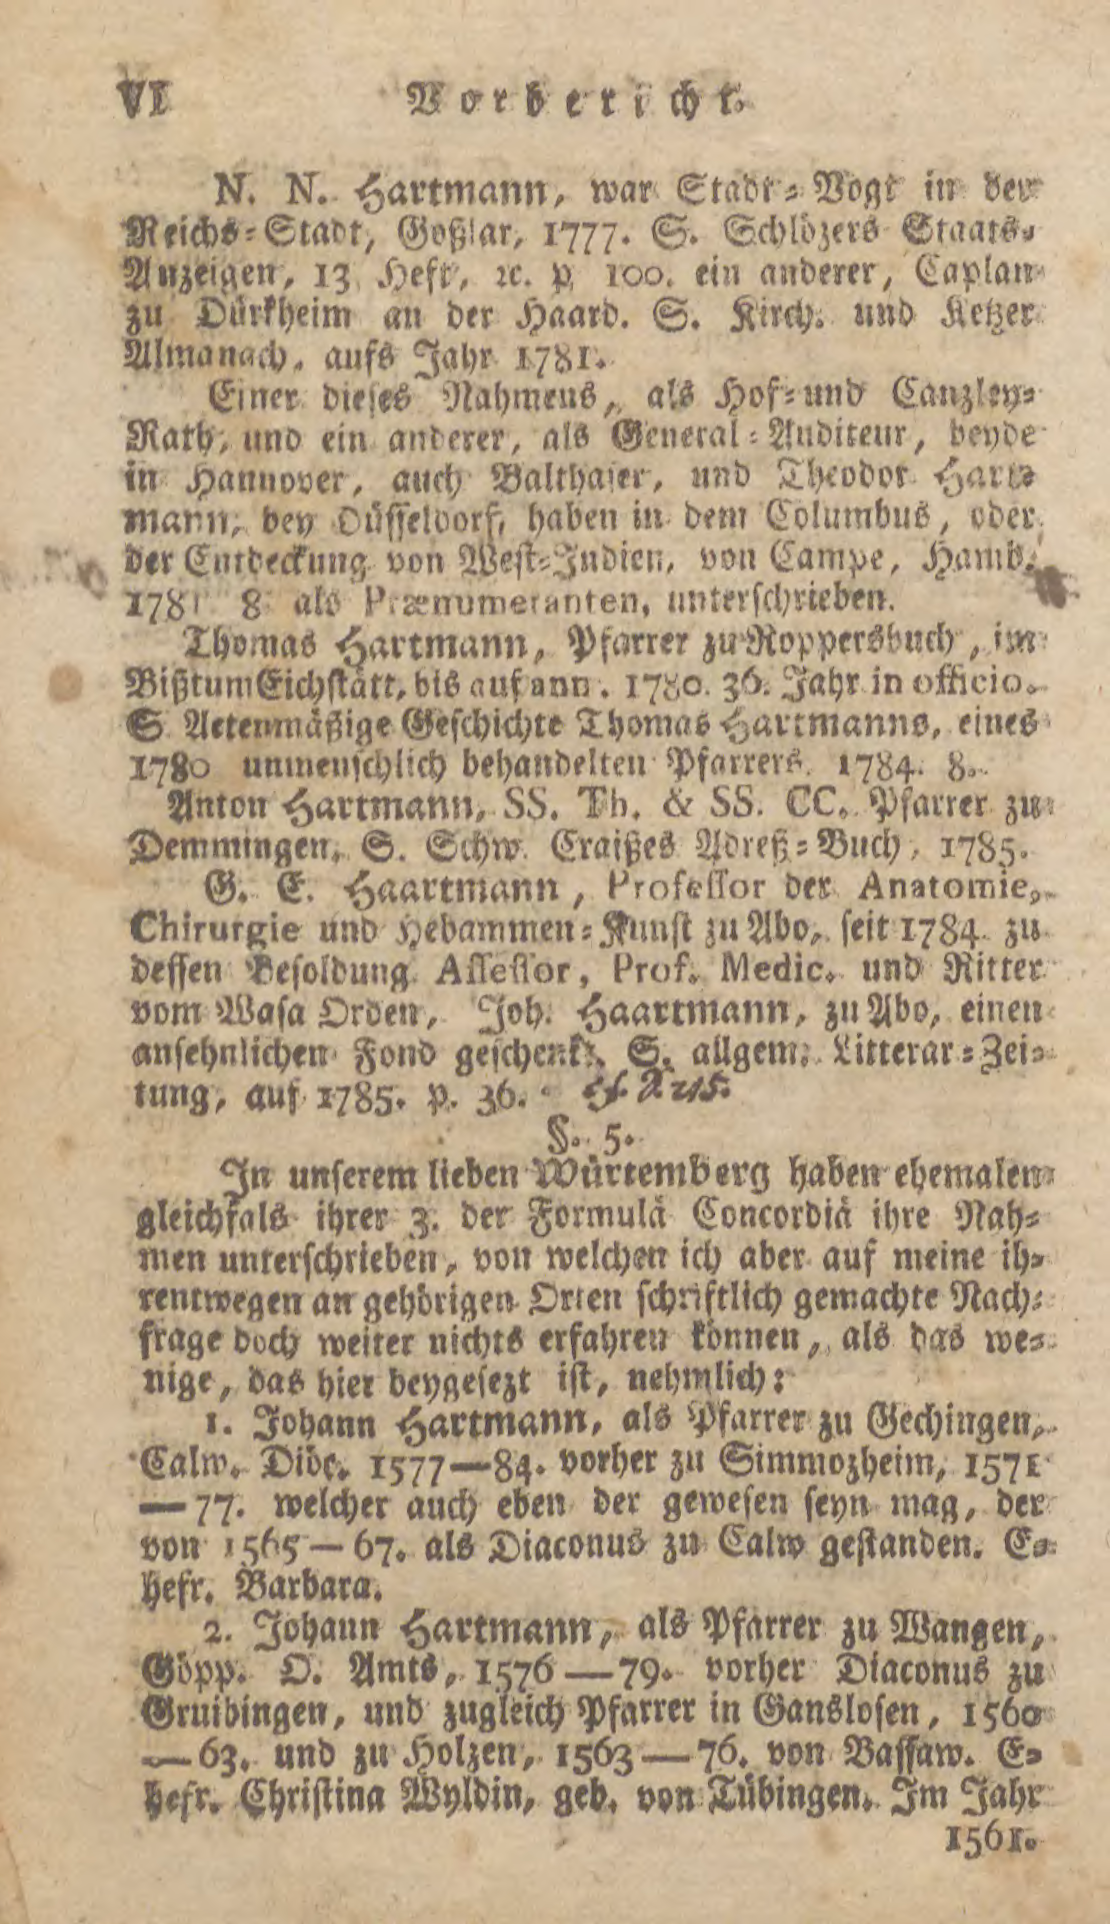 VI Vorbericht.
N. N. Hartmann, war Stadt-Vogt in der
Reichs-Stadt, Goßlar, 1777. S. Schlözers Staats-
Anzeigen, 13 Heft, ꝛc. p. 100. ein anderer, Caplan
zu Dürkheim an der Haard. S. Kirch. und Ketzer
Almanach, aufs Jahr 1781.
Einer dieses Nahmens, als Hof- und Canzley-
Rath, und ein anderer, als General-Auditeur, beyde
in Hannover, auch Balthaser, und Theodor Hart-
mann, bey Düsseldorf, haben in dem Columbus, oder
der Entdeckung von West-Indien, von Campe, Hamb.
1781 8 als Prænumeranten, unterschrieben.
Thomas Hartmann, Pfarrer zu Roppersbuch, im
Bißtum Eichstätt, bis auf ann. 1780. 36. Jahr in officio.
S Actenmäßige Geschichte Thomas Hartmanns, eines
1780 unmenschlich behandelten Pfarrers. 1784. 8.
Anton Hartmann, SS. Th. & SS. CC. Pfarrer zu
Demmingen, S. Schw. Craißes Adreß-Buch, 1785.
G. E. Haartmann, Professor der Anatomie,
Chirurgie und Hebammen-Kunst zu Abo, seit 1784. zu
dessen Besoldung Assessor, Prof. Medic. und Ritter
vom Wasa Orden, Joh. Haartmann, zu Abo, einen
ansehnlichen Fond geschenkt. S. allgem. Litterar-Zei-
tung, auf 1785. p. 36.
§. 5.
In unserem lieben Würtemberg haben ehemalen
gleichfals ihrer 3. der Formulä Concordiä ihre Nah-
men unterschrieben, von welchen ich aber auf meine ih-
rentwegen an gehörigen Orten schriftlich gemachte Nach-
frage doch weiter nichts erfahren können, als das we-
nige, das hier beygesezt ist, nehmlich:
1. Johann Hartmann, als Pfarrer zu Gechingen,
Calw. Diöc. 1577—84. vorher zu Simmozheim, 1571
—77. welcher auch eben der gewesen seyn mag, der
von 1565—67. als Diaconus zu Calw gestanden. E-
hefr. Barbara.
2. Johann Hartmann, als Pfarrer zu Wangen,
Göpp. O. Amts, 1576—79. vorher Diaconus zu
Gruibingen, und zugleich Pfarrer in Ganslosen, 1560
—63. und zu Holzen, 1563—76. von Bassaw. E-
hefr. Christina Wyldin, geb. von Tübingen. Im Jahr
1561.